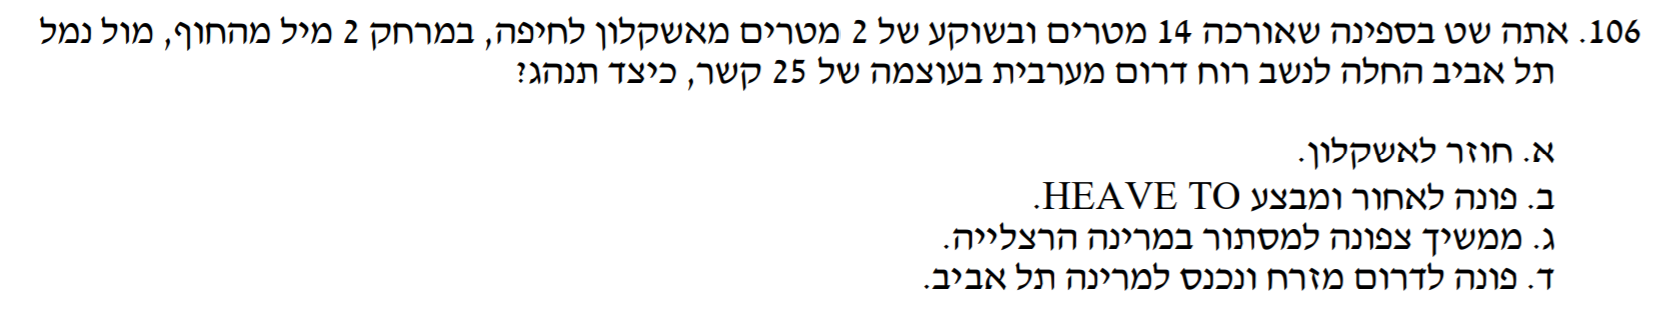 106. אתה שט בספינה שאורכה 14 מטרים ובשוקע של 2 מטרים מאשקלון לחיפה, במרחק 2 מיל מהחוף, מול נמל
תל אביב החלה לנשב רוח דרום מערבית בעוצמה של 25 קשר, כיצד תנהג?
א. חוזר לאשקלון.
ב. פונה לאחור ומבצע HEAVE TO.
ג. ממשיך צפונה למסתור במרינה הרצלייה.
ד. פונה לדרום מזרח ונכנס למרינה תל אביב.